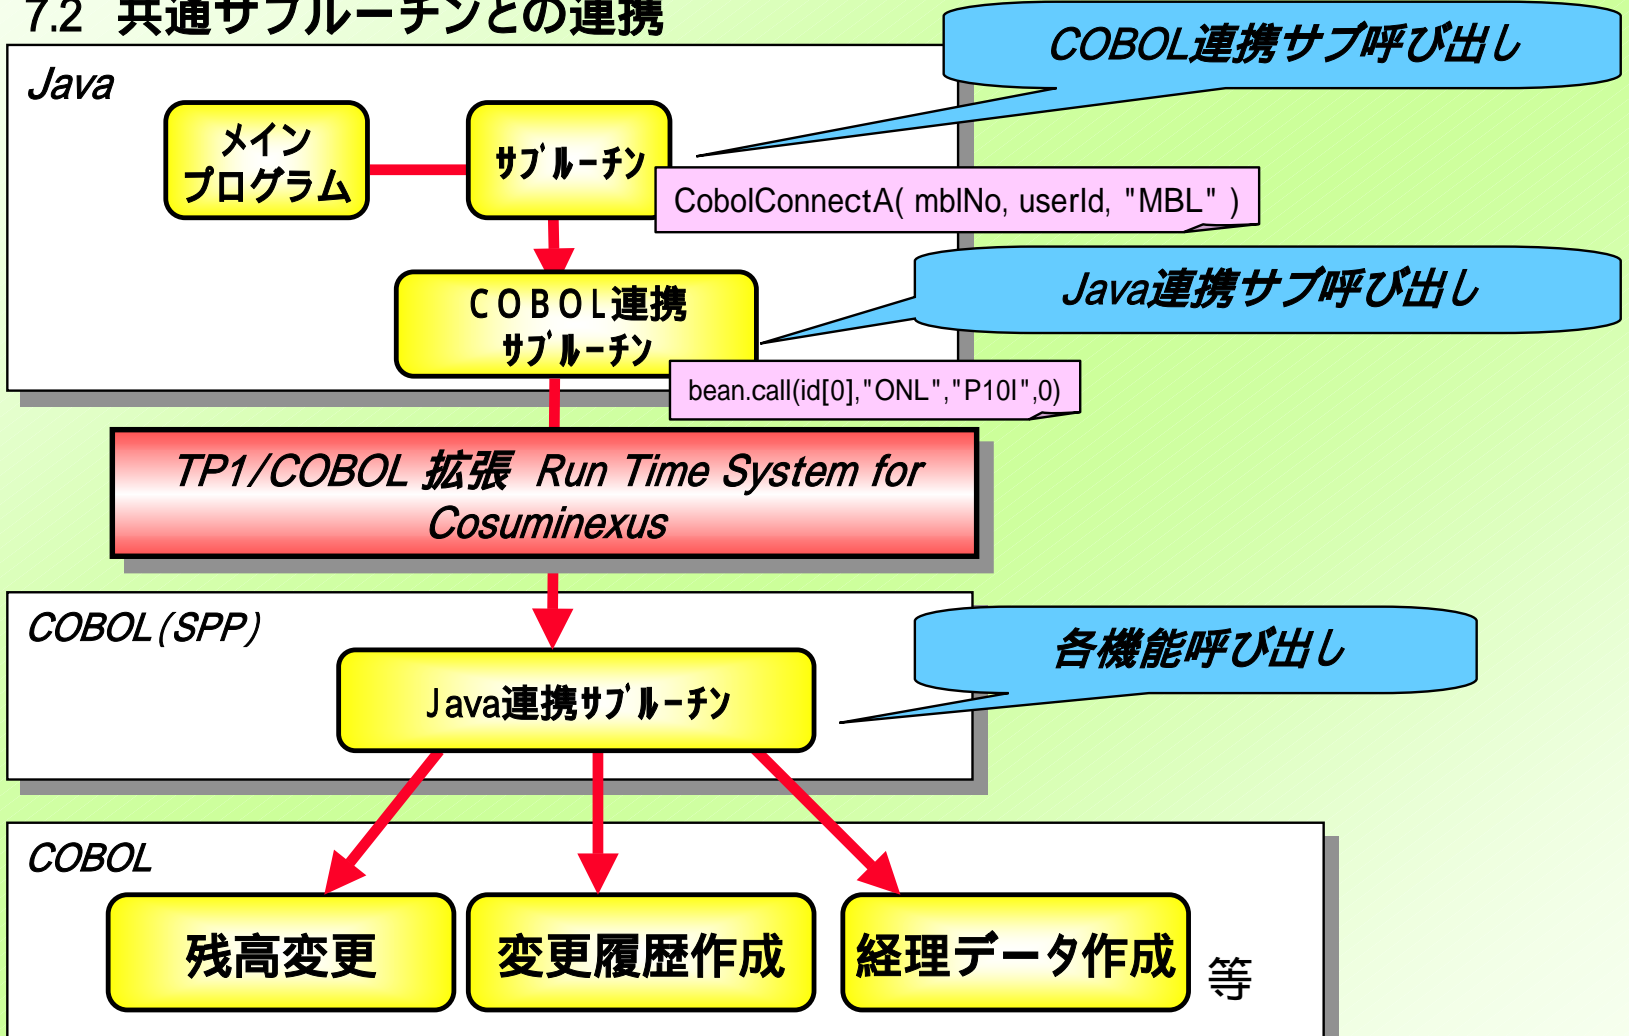 7.2 共通サブルーチンとの連携
COBOL連携サブ呼び出し
Java
メイン
プログラム
ｻﾌﾞﾙｰﾁﾝ
CobolConnectA( mblNo, userId, "MBL" )
Java連携サブ呼び出し
ＣＯＢＯＬ連携
ｻﾌﾞﾙｰﾁﾝ
bean.call(id[0],"ONL","P10I",0)
TP1/COBOL 拡張 Run Time System for
Cosuminexus
COBOL(SPP)
各機能呼び出し
Java連携ｻﾌﾞﾙｰﾁﾝ
COBOL
残高変更
変更履歴作成
経理データ作成
等